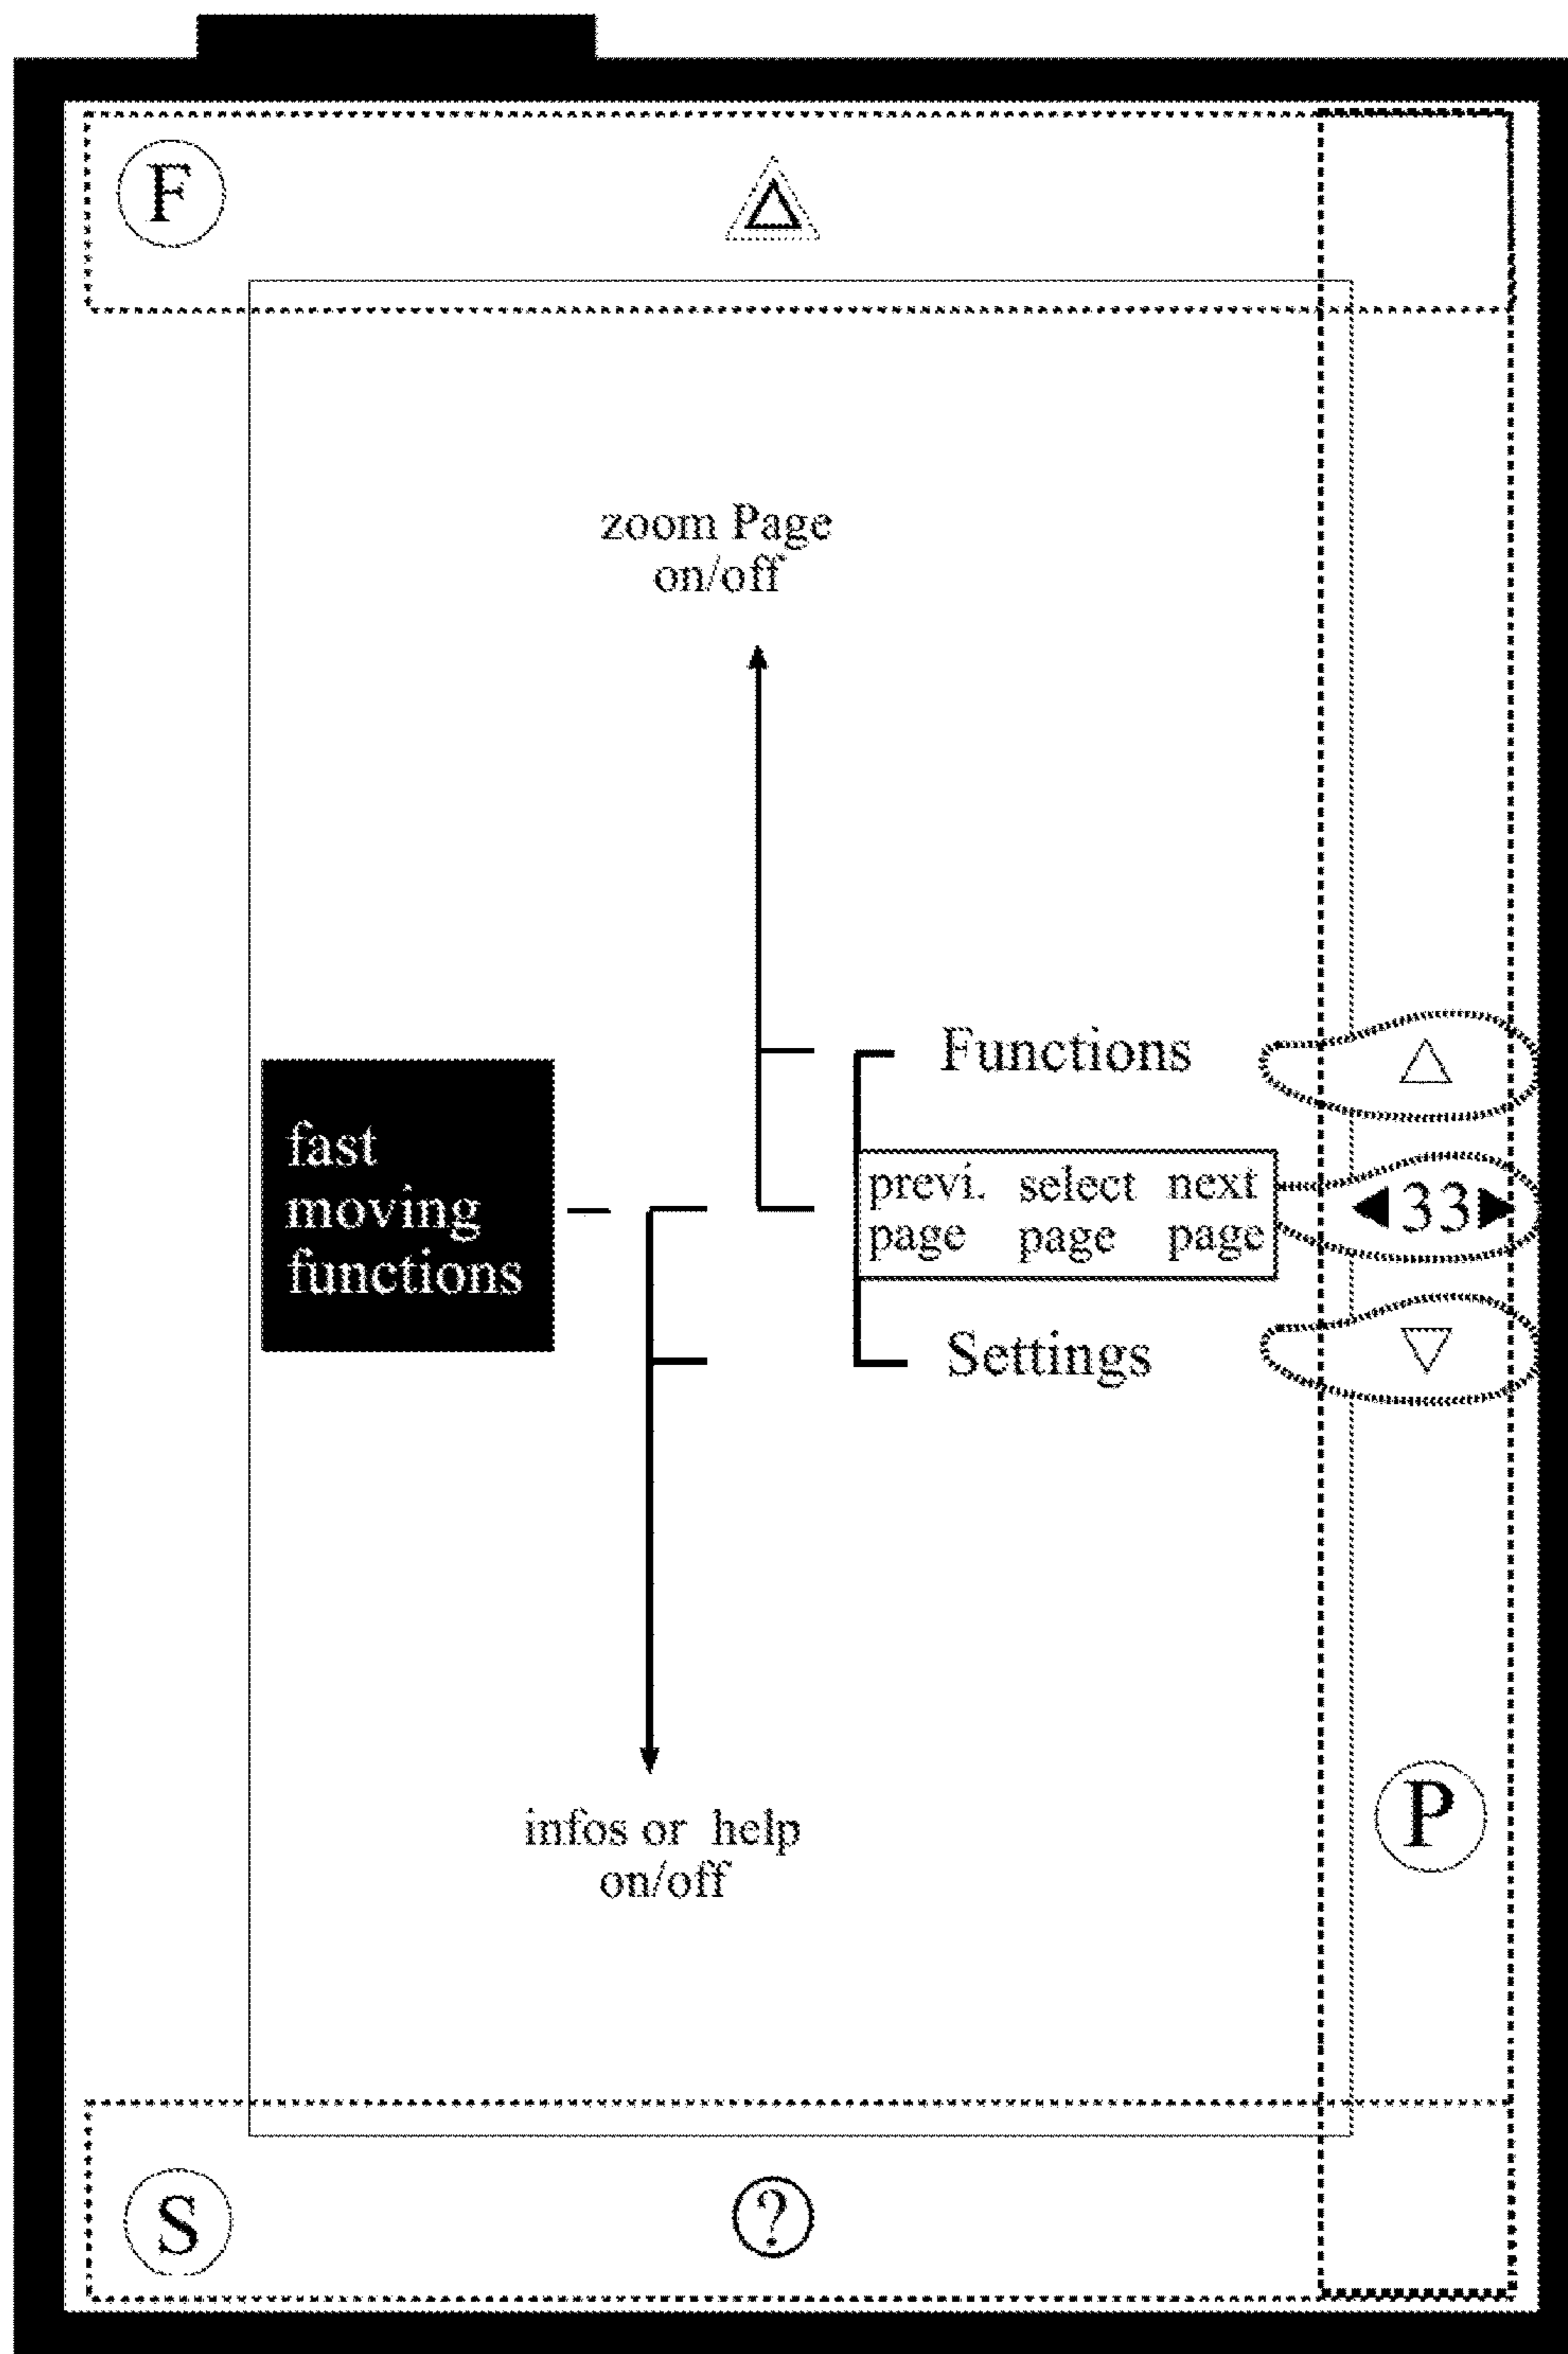 F
zoom Page
on/off
Functions
fast
moving
functions
previ. select next
page page page
33
Settings
P
infos or help
on/off
S
?